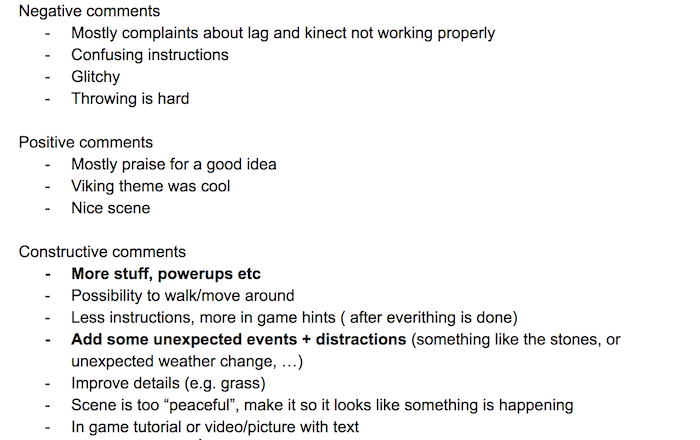 Negative comments
- Mostly complaints about lag and kinect not working properly
- Confusing instructions
- Glitchy
- Throwing is hard
Positive comments
- Mostly praise for a good idea
- Viking theme was cool
- Nice scene
Constructive comments
- More stuff, powerups etc
- Possibility to walk/move around
- Less instructions, more in game hints ( after everithing is done)
- Add some unexpected events + distractions (something like the stones, or
unexpected weather change, …)
- Improve details (e.g. grass)
- Scene is too “peaceful”, make it so it looks like something is happening
- In game tutorial or video/picture with text